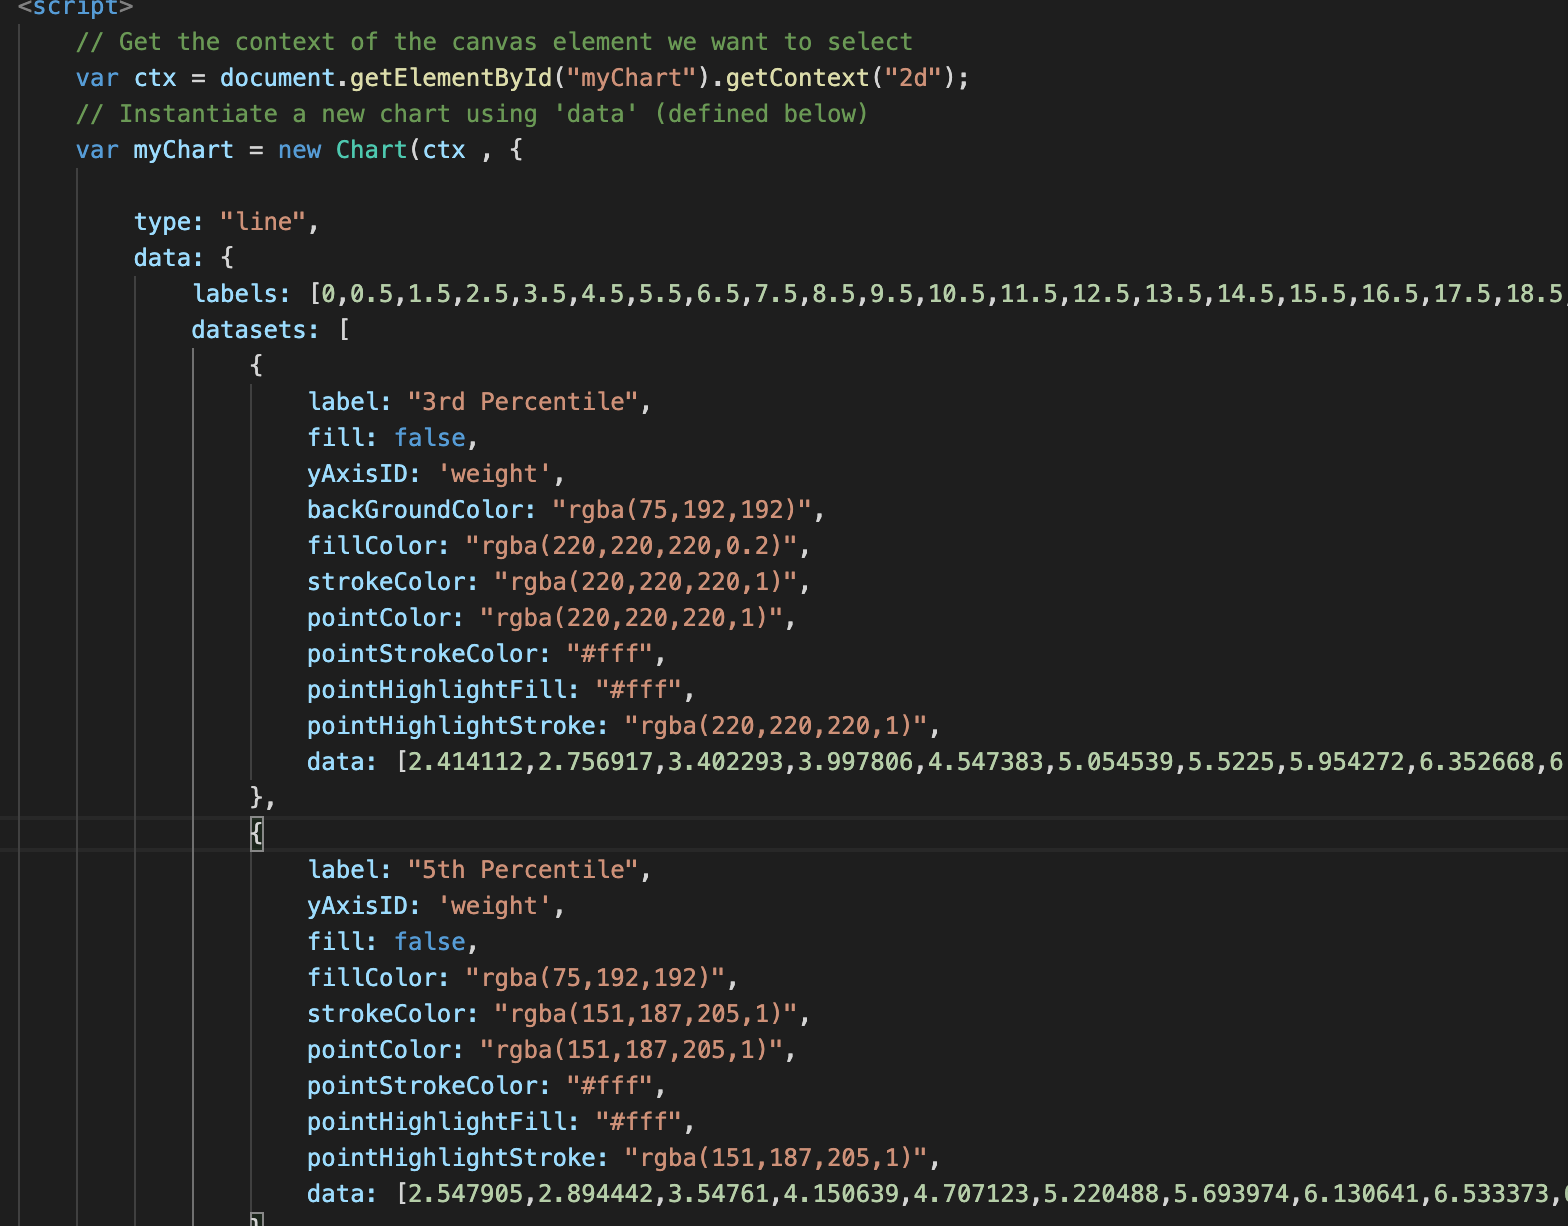 <script>
// Get the context of the canvas element we want to select
var ctx = document.getElementById("myChart").getContext("2d");
// Instantiate a new chart using 'data' (defined below)
var myChart = new Chart(ctx , {
type: "line",
data: {
labels: [0,0.5,1.5,2.5,3.5,4.5,5.5,6.5,7.5,8.5,9.5,10.5,11.5,12.5,13.5,14.5,15.5,16.5,17.5,18.5,
datasets: [
{
label: "3rd Percentile",
fill: false,
yAxisID: 'weight',
backGroundColor: "rgba(75,192,192)",
fillColor: "rgba(220,220,220,0.2)",
strokeColor: "rgba(220,220,220,1)",
pointColor: "rgba(220,220,220,1)",
pointStrokeColor: "#fff",
pointHighlightFill: "#fff",
pointHighlightStroke: "rgba(220,220,220,1)",
data: [2.414112,2.756917,3.402293,3.997806,4.547383,5.054539,5.5225,5.954272,6.352668,6
},
{
label: "5th Percentile",
yAxisID: 'weight',
fill: false,
fillColor: "rgba(75,192,192)",
strokeColor: "rgba(151,187,205,1)",
pointColor: "rgba(151,187,205,1)",
pointStrokeColor: "#fff",
pointHighlightFill: "#fff",
pointHighlightStroke: "rgba(151,187,205,1)",
data: [2.547905,2.894442,3.54761,4.150639,4.707123,5.220488,5.693974,6.130641,6.533373,
}